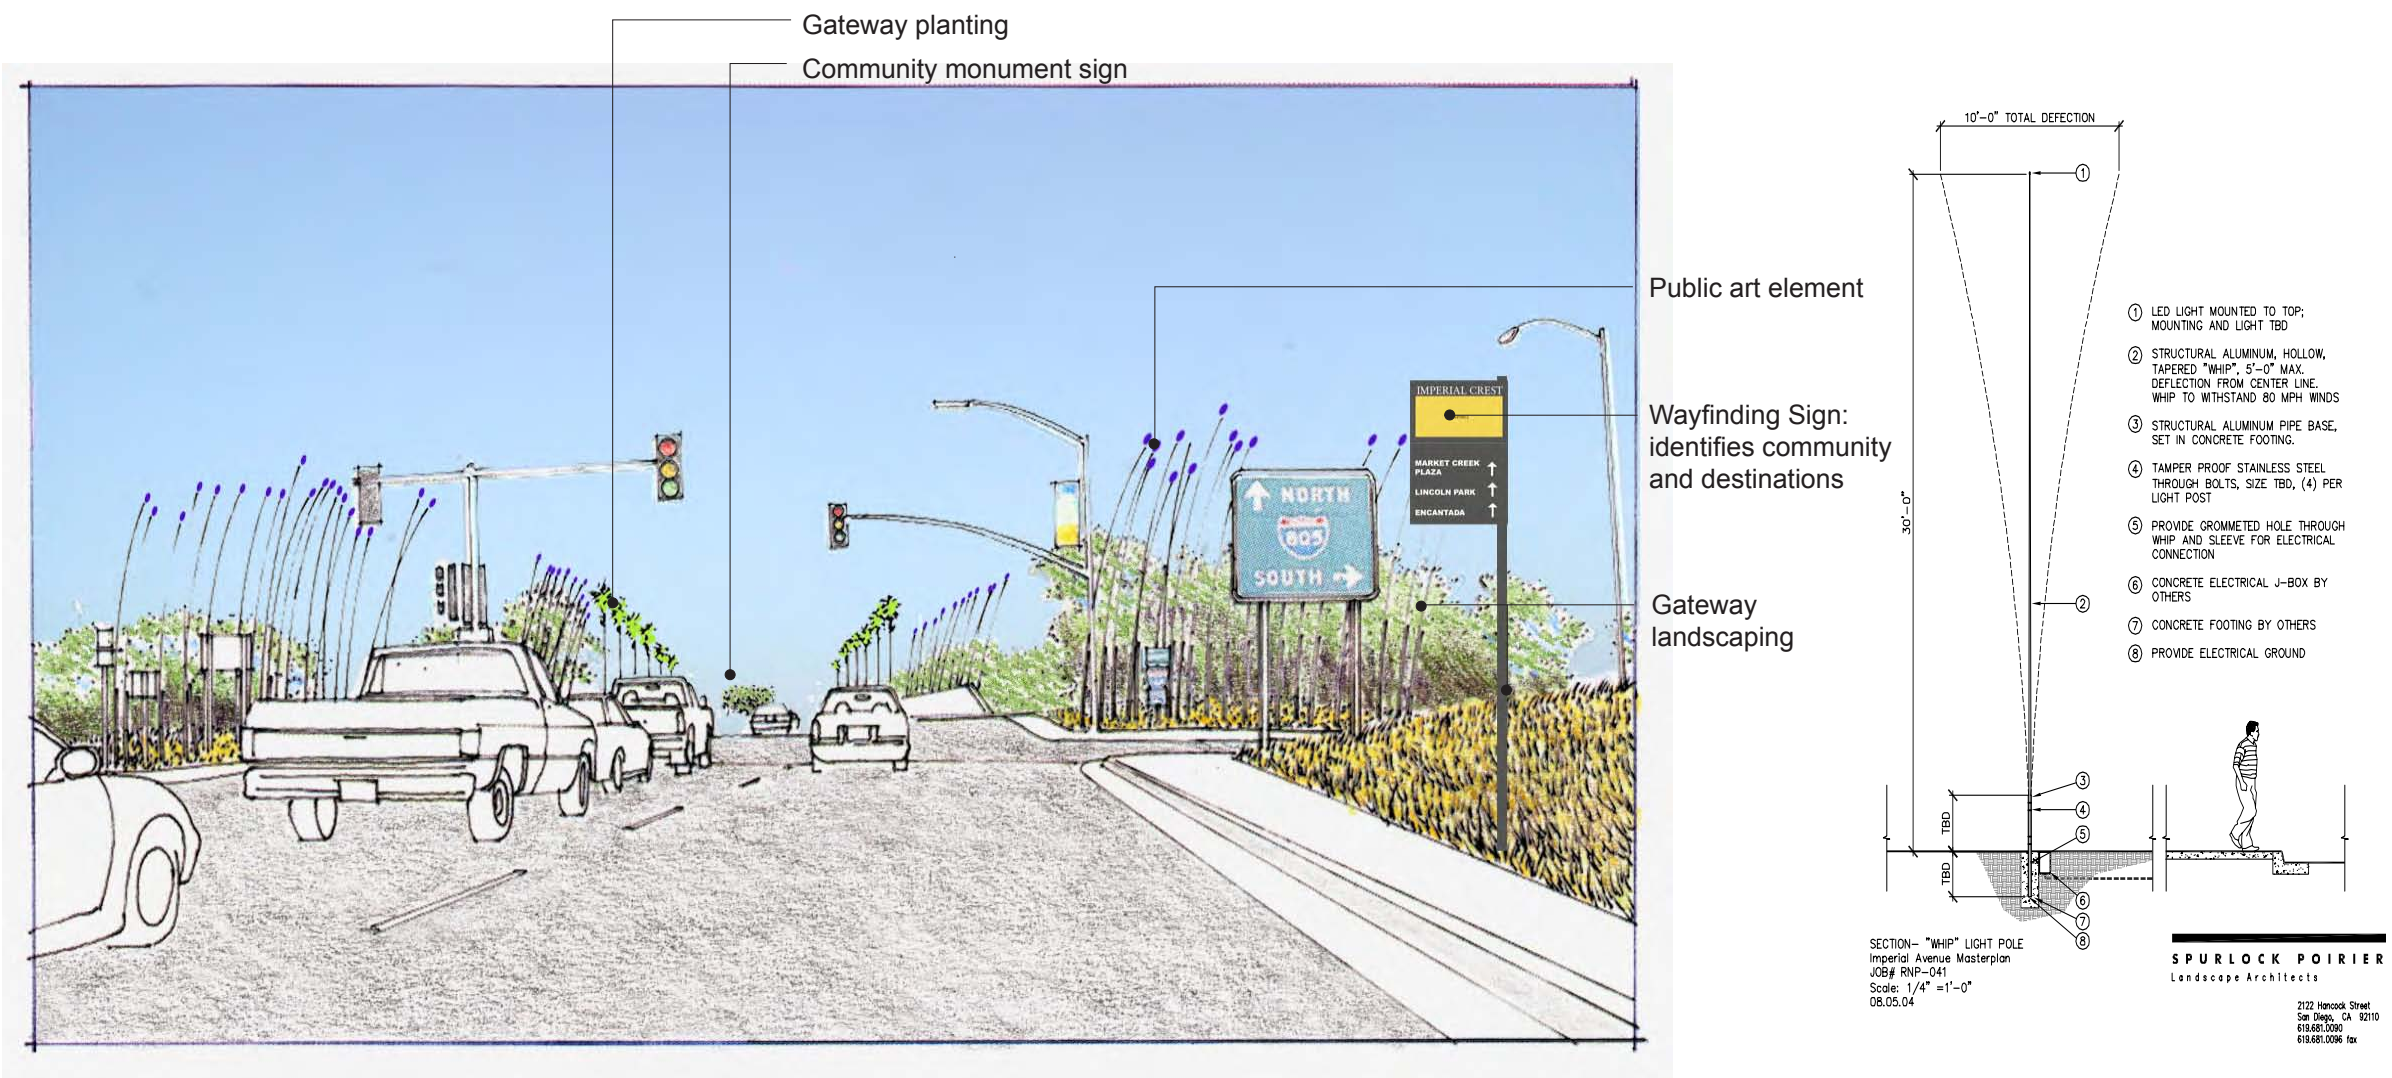 Gateway planting
Community monument sign
Public art element
Wayfinding Sign:
identifies community
and destinations
Gateway
landscaping
IMPERIAL CREST
MARKET CREEK
PLAZA
LINCOLN PARK
ENCANTADA
NORTH
805
SOUTH
10'-0" TOTAL DEFECTION
30'-0"
TBD
TBD
1
2
3
4
5
6
7
8
1 LED LIGHT MOUNTED TO TOP;
MOUNTING AND LIGHT TBD
2 STRUCTURAL ALUMINUM, HOLLOW,
TAPERED "WHIP", 5'-0" MAX.
DEFLECTION FROM CENTER LINE.
WHIP TO WITHSTAND 80 MPH WINDS
3 STRUCTURAL ALUMINUM PIPE BASE,
SET IN CONCRETE FOOTING.
4 TAMPER PROOF STAINLESS STEEL
THROUGH BOLTS, SIZE TBD, (4) PER
LIGHT POST
5 PROVIDE GROMMETED HOLE THROUGH
WHIP AND SLEEVE FOR ELECTRICAL
CONNECTION
6 CONCRETE ELECTRICAL J-BOX BY
OTHERS
7 CONCRETE FOOTING BY OTHERS
8 PROVIDE ELECTRICAL GROUND
SECTION- "WHIP" LIGHT POLE
Imperial Avenue Masterplan
JOB# RNP-041
Scale: 1/4" =1'-0"
08.05.04
SPURLOCK POIRIER
Landscape Architects
2122 Hancock Street
San Diego, CA 92110
619.681.0090
619.681.0096 fax